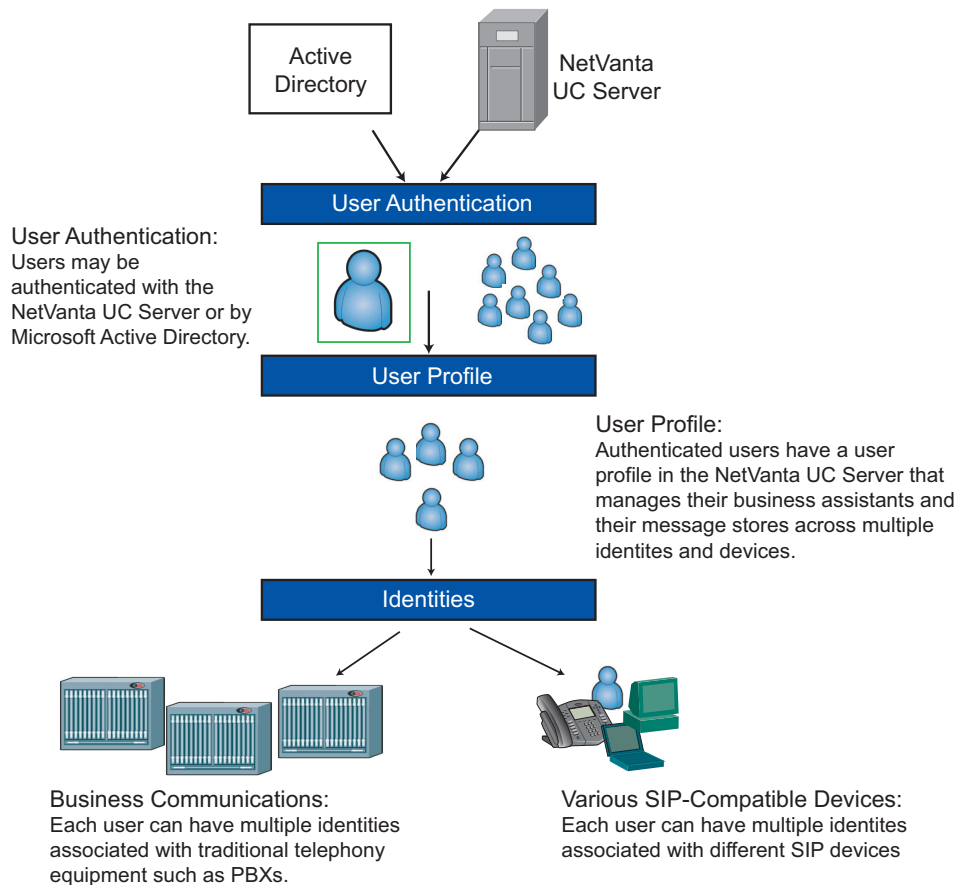 Active
Directory
NetVanta
UC Server
User Authentication
User Authentication:
Users may be
authenticated with the
NetVanta UC Server or by
Microsoft Active Directory.
User Profile
User Profile:
Authenticated users have a user
profile in the NetVanta UC Server that
manages their business assistants and
their message stores across multiple
identites and devices.
Identities
Business Communications:
Each user can have multiple identities
associated with traditional telephony
equipment such as PBXs.
Various SIP-Compatible Devices:
Each user can have multiple identites
associated with different SIP devices